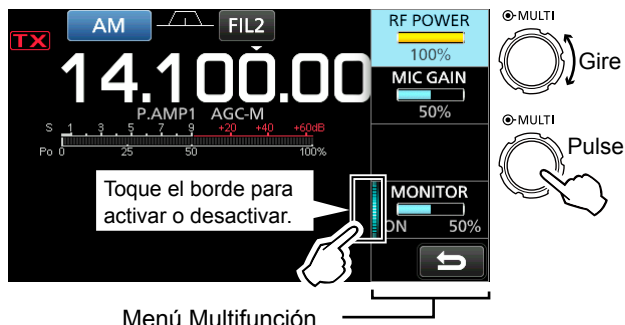 TX
AM
FIL2
14.100.00
P.AMP1 AGC-M
S 1 3 5 7 9 +20 +40 +60dB
Po 0 25 50 100%
Toque el borde para
activar o desactivar.
RF POWER
100%
MIC GAIN
50%
MONITOR
ON 50%
MULTI
Gire
MULTI
Pulse
Menú Multifunción